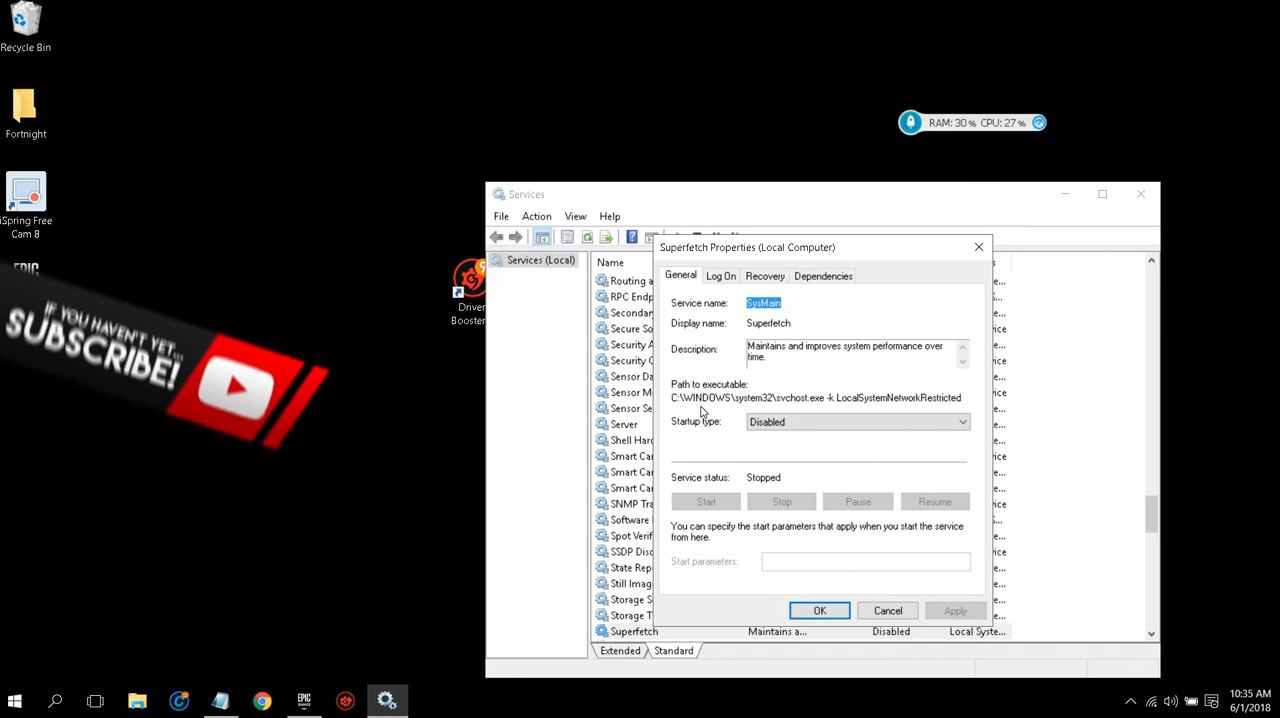 Recycle Bin
Fortnight
iSpring Free
Cam 8
EPIC
IF YOU HAVEN'T YET...
SUBSCRIBE!
Driver
Booster
RAM: 30 % CPU: 27 %
Services
File Action View Help
Services (Local)
Name
Routing a
RPC Endp
Secondar
Secure So
Security A
Security C
Sensor Da
Sensor Mo
Sensor Se
Server
Shell Hard
Smart Car
Smart Car
Smart Car
SNMP Tra
Software
Spot Verif
SSDP Disc
State Rep
Still Imag
Storage S
Storage T
Superfetch Maintains a... Disabled Local Syste...
Extended Standard
Superfetch Properties (Local Computer)
General Log On Recovery Dependencies
Service name: SysMain
Display name: Superfetch
Description: Maintains and improves system performance over
time.
Path to executable:
C:\WINDOWS\system32\svchost.exe -k LocalSystemNetworkRestricted
Startup type: Disabled
Service status: Stopped
Start Stop Pause Resume
You can specify the start parameters that apply when you start the service
from here.
Start parameters:
OK Cancel Apply
EPIC
GAMES
10:35 AM
6/1/2018